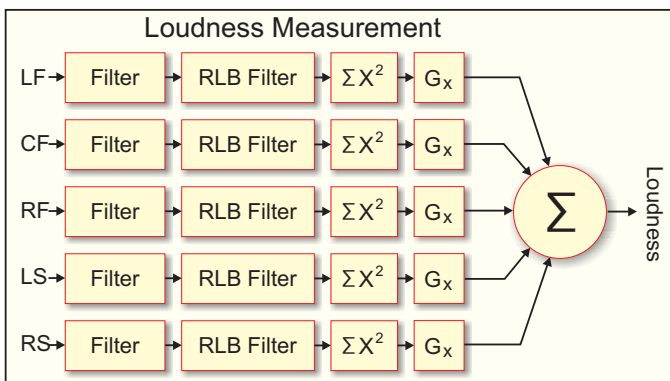 Loudness Measurement
LF Filter RLB Filter ΣX² Gx
CF Filter RLB Filter ΣX² Gx
RF Filter RLB Filter ΣX² Gx Σ Loudness
LS Filter RLB Filter ΣX² Gx
RS Filter RLB Filter ΣX² Gx